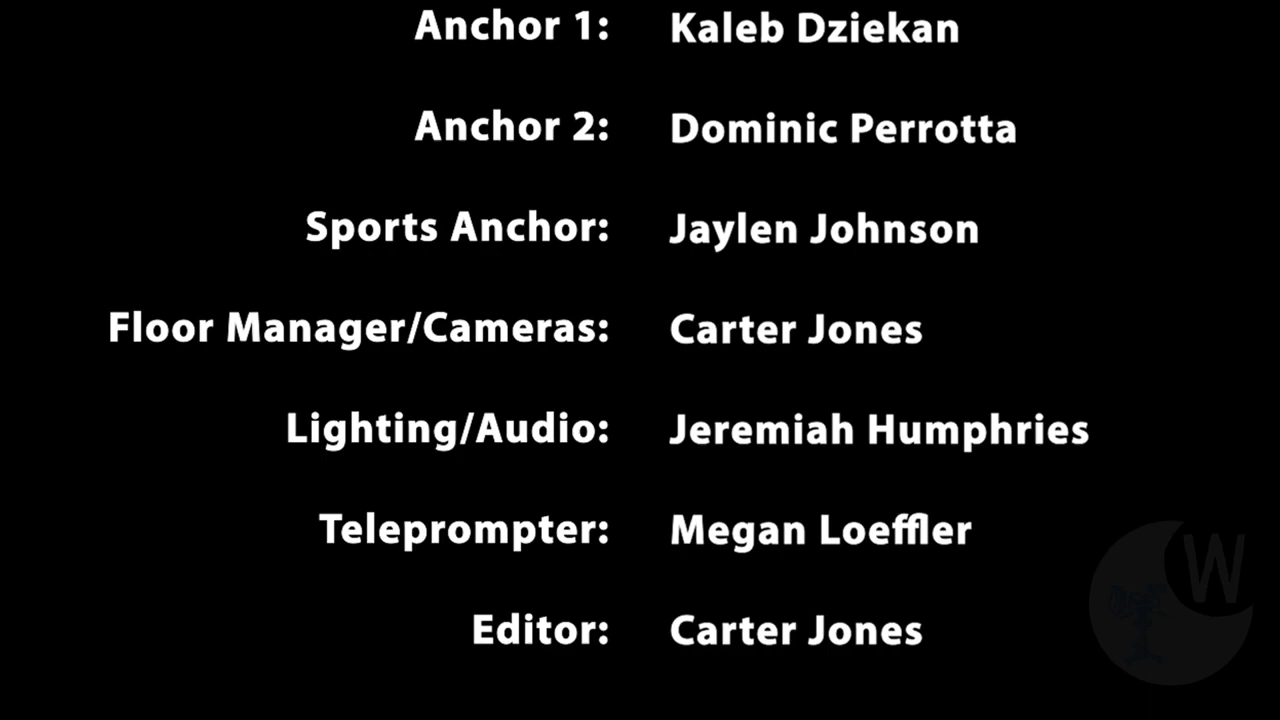 Anchor 1: Kaleb Dziekan
Anchor 2: Dominic Perrotta
Sports Anchor: Jaylen Johnson
Floor Manager/Cameras: Carter Jones
Lighting/Audio: Jeremiah Humphries
Teleprompter: Megan Loeffler
Editor: Carter Jones
W